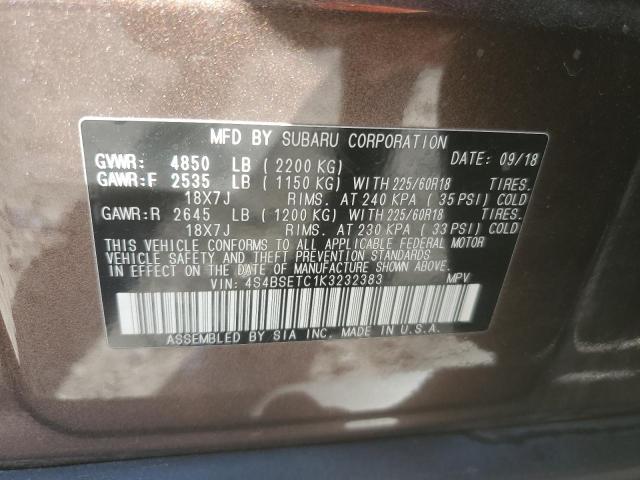 MFD BY SUBARU CORPORATION
GVWR: 4850 LB (2200 KG) DATE: 09/18
GAWR:F 2535 LB (1150 KG) WITH 225/60R18 TIRES.
18X7J RIMS. AT 240 KPA (35 PSI) COLD
GAWR:R 2645 LB (1200 KG) WITH 225/60R18 TIRES.
18X7J RIMS. AT 230 KPA (33 PSI) COLD
THIS VEHICLE CONFORMS TO ALL APPLICABLE FEDERAL MOTOR
VEHICLE SAFETY AND THEFT PREVENTION STANDARDS
IN EFFECT ON THE DATE OF MANUFACTURE SHOWN ABOVE.
VIN: 4S4BSETC1K3232383 MPV
ASSEMBLED BY SIA INC. MADE IN U.S.A.